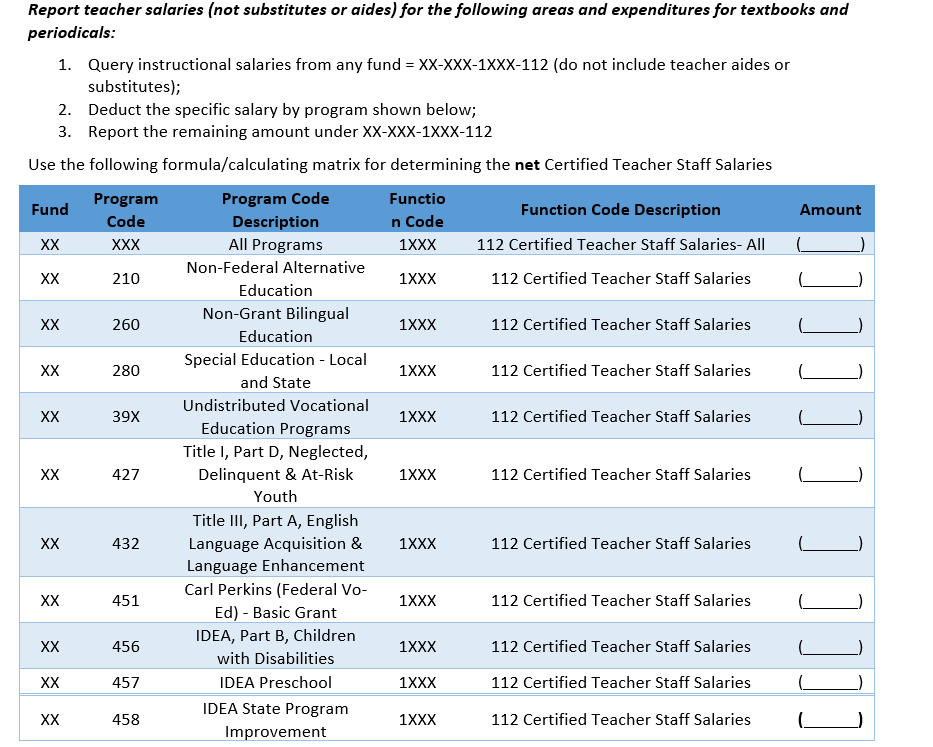 Report teacher salaries (not substitutes or aides) for the following areas and expenditures for textbooks and
periodicals:
1. Query instructional salaries from any fund = XX-XXX-1XXX-112 (do not include teacher aides or
substitutes);
2. Deduct the specific salary by program shown below;
3. Report the remaining amount under XX-XXX-1XXX-112
Use the following formula/calculating matrix for determining the net Certified Teacher Staff Salaries
Fund Program Code Program Code Description Functio n Code Function Code Description Amount
XX XXX All Programs 1XXX 112 Certified Teacher Staff Salaries- All (______)
XX 210 Non-Federal Alternative Education 1XXX 112 Certified Teacher Staff Salaries (______)
XX 260 Non-Grant Bilingual Education 1XXX 112 Certified Teacher Staff Salaries (______)
XX 280 Special Education - Local and State 1XXX 112 Certified Teacher Staff Salaries (______)
XX 39X Undistributed Vocational Education Programs 1XXX 112 Certified Teacher Staff Salaries (______)
XX 427 Title I, Part D, Neglected, Delinquent & At-Risk Youth 1XXX 112 Certified Teacher Staff Salaries (______)
XX 432 Title III, Part A, English Language Acquisition & Language Enhancement 1XXX 112 Certified Teacher Staff Salaries (______)
XX 451 Carl Perkins (Federal Vo-Ed) - Basic Grant 1XXX 112 Certified Teacher Staff Salaries (______)
XX 456 IDEA, Part B, Children with Disabilities 1XXX 112 Certified Teacher Staff Salaries (______)
XX 457 IDEA Preschool 1XXX 112 Certified Teacher Staff Salaries (______)
XX 458 IDEA State Program Improvement 1XXX 112 Certified Teacher Staff Salaries (______)